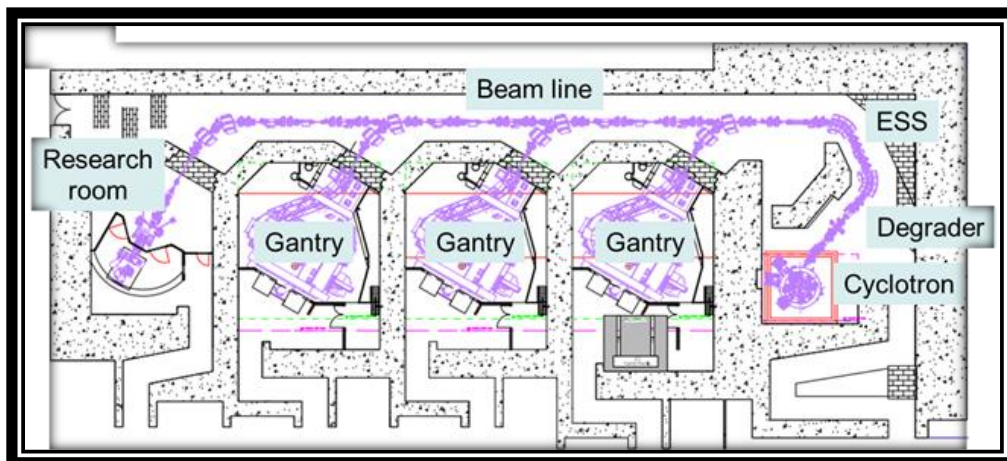 Beam line
ESS
Research
room
Degrader
Gantry
Gantry
Gantry
Cyclotron